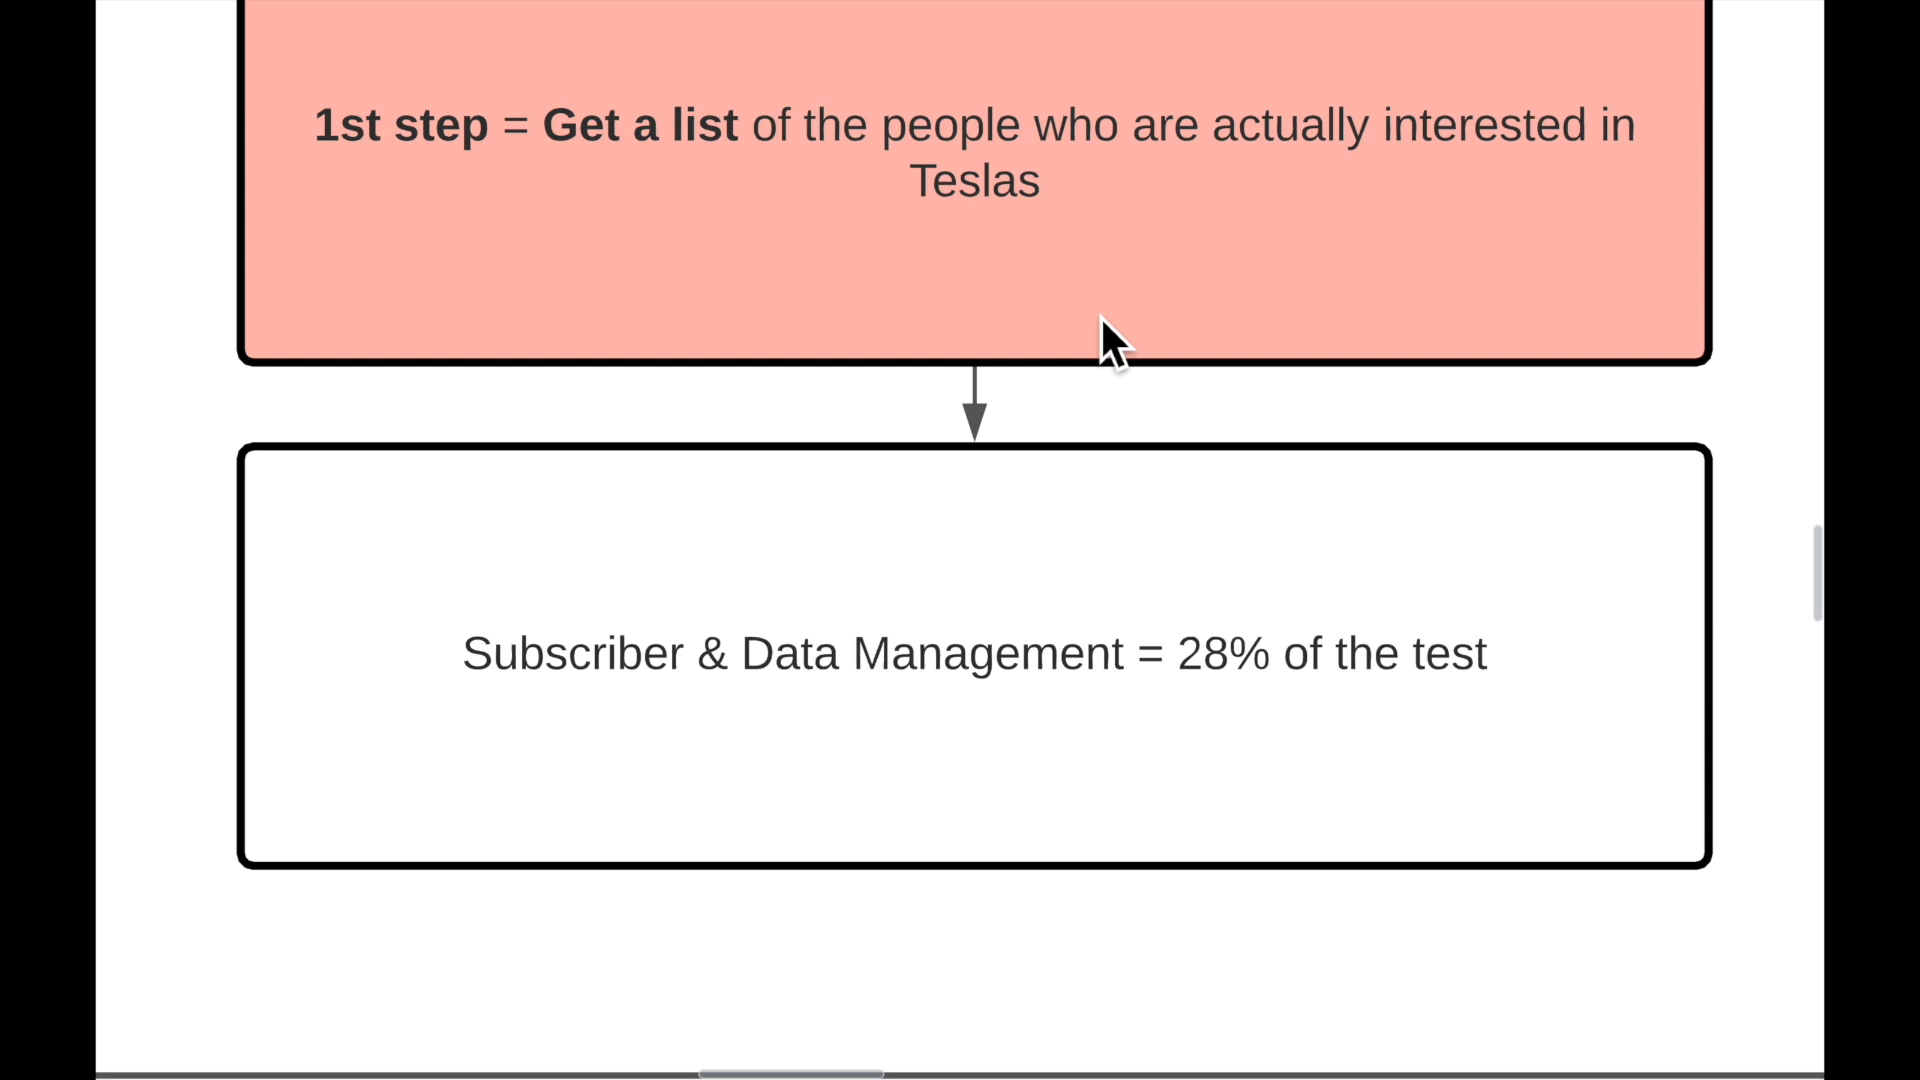 1st step = Get a list of the people who are actually interested in
Teslas
Subscriber & Data Management = 28% of the test